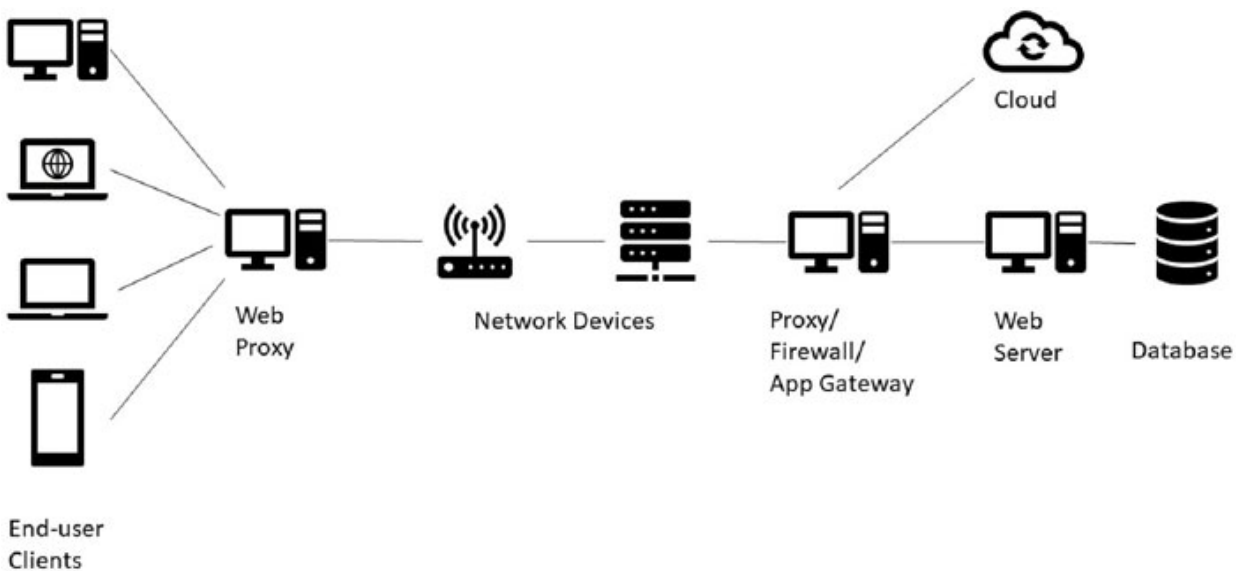 Cloud
Web
Proxy
Network Devices
Proxy/
Firewall/
App Gateway
Web
Server
Database
End-user
Clients